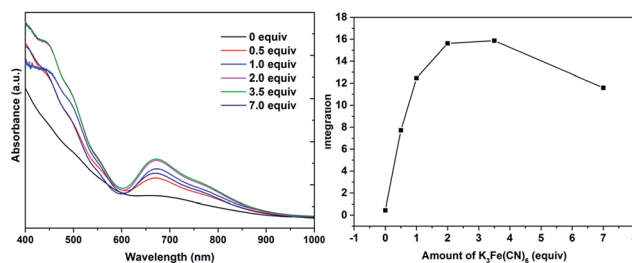 Absorbance (a.u.)
0 equiv
0.5 equiv
1.0 equiv
2.0 equiv
3.5 equiv
7.0 equiv
400 500 600 700 800 900 1000
Wavelength (nm)
Integration
16
14
12
10
8
6
4
2
0
-1 0 1 2 3 4 5 6 7 8
Amount of K3Fe(CN)6 (equiv)